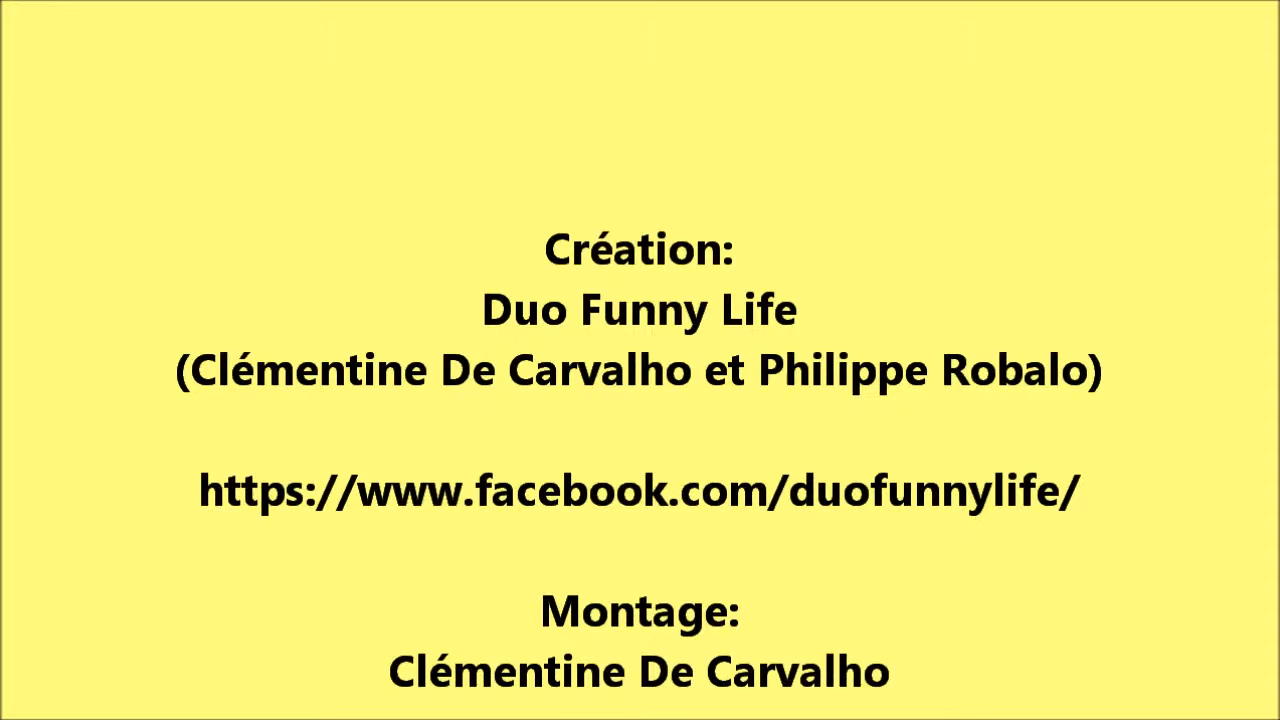 Création:
Duo Funny Life
(Clémentine De Carvalho et Philippe Robalo)
https://www.facebook.com/duofunnylife/
Montage:
Clémentine De Carvalho